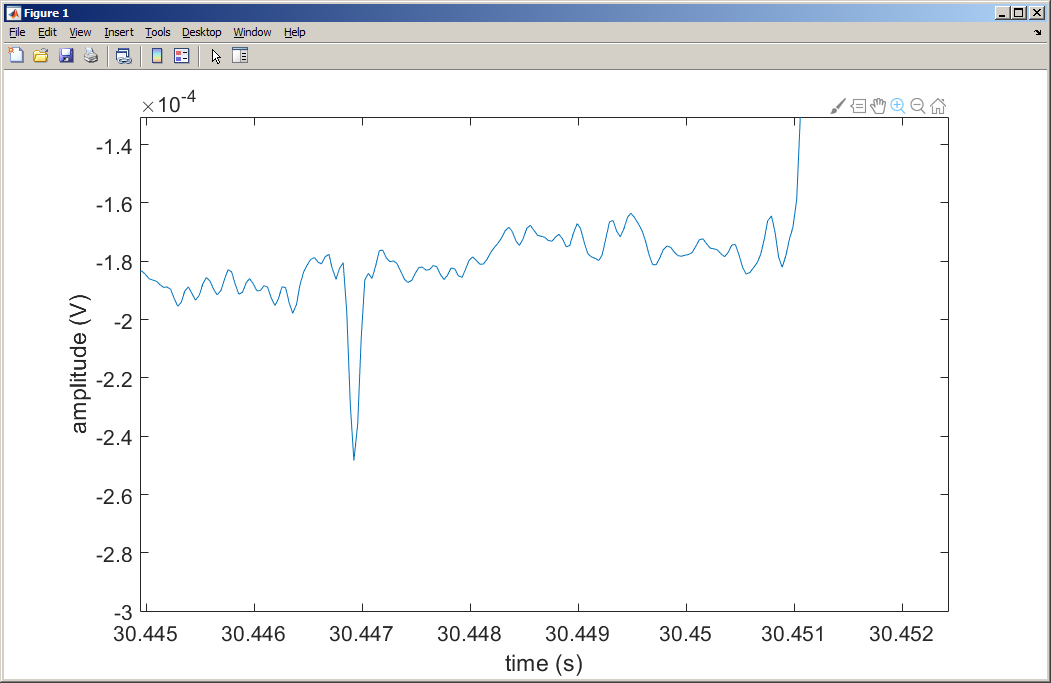 Figure 1
File Edit View Insert Tools Desktop Window Help
×10-4
-1.4
-1.6
-1.8
-2
-2.2
-2.4
-2.6
-2.8
-3
amplitude (V)
30.445 30.446 30.447 30.448 30.449 30.45 30.451 30.452
time (s)